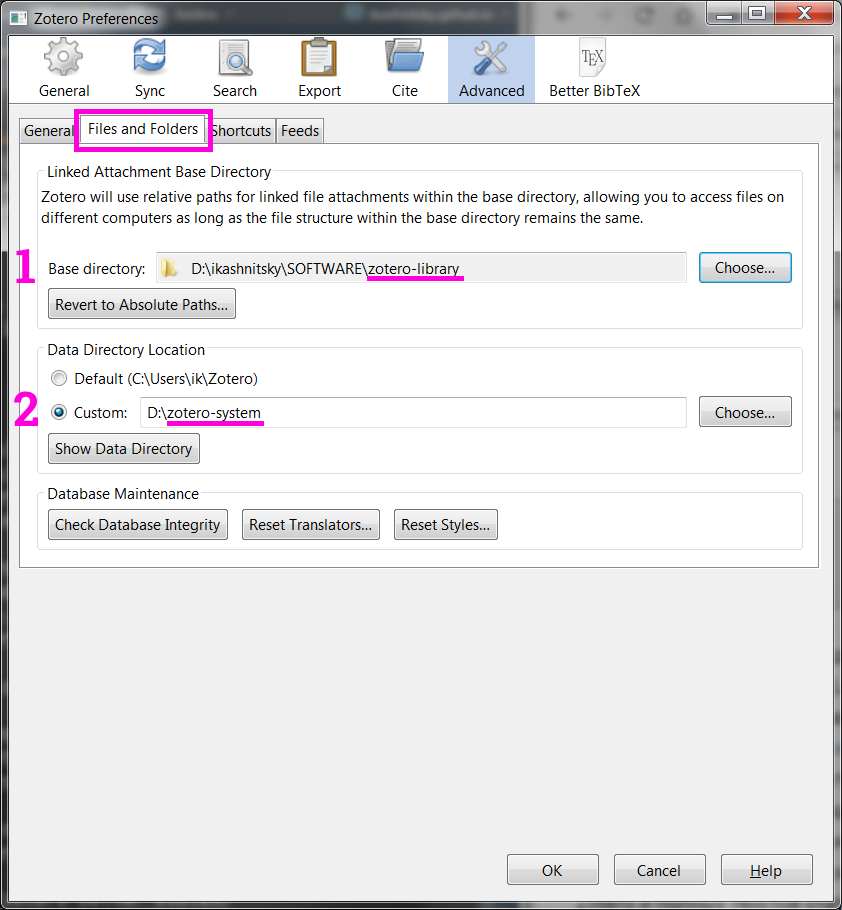 Zotero Preferences
General Sync Search Export Cite Advanced Better BibTeX
TEX
General Files and Folders Shortcuts Feeds
Linked Attachment Base Directory
Zotero will use relative paths for linked file attachments within the base directory, allowing you to access files on
different computers as long as the file structure within the base directory remains the same.
1 Base directory: D:\ikashnitsky\SOFTWARE\zotero-library Choose...
Revert to Absolute Paths...
Data Directory Location
Default (C:\Users\ik\Zotero)
2 Custom: D:\zotero-system Choose...
Show Data Directory
Database Maintenance
Check Database Integrity Reset Translators... Reset Styles...
OK Cancel Help